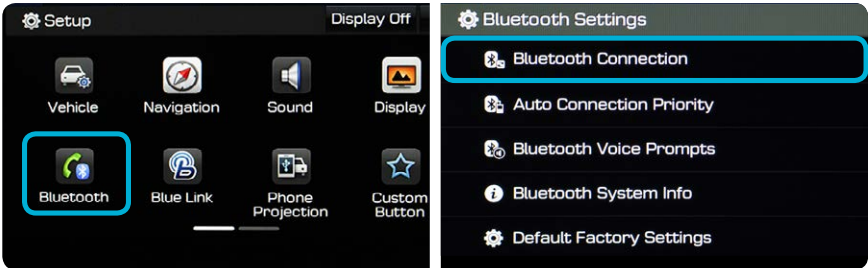 Setup
Display Off
Vehicle
Navigation
Sound
Display
Bluetooth
Blue Link
Phone
Projection
Custom
Button
Bluetooth Settings
Bluetooth Connection
Auto Connection Priority
Bluetooth Voice Prompts
Bluetooth System Info
Default Factory Settings